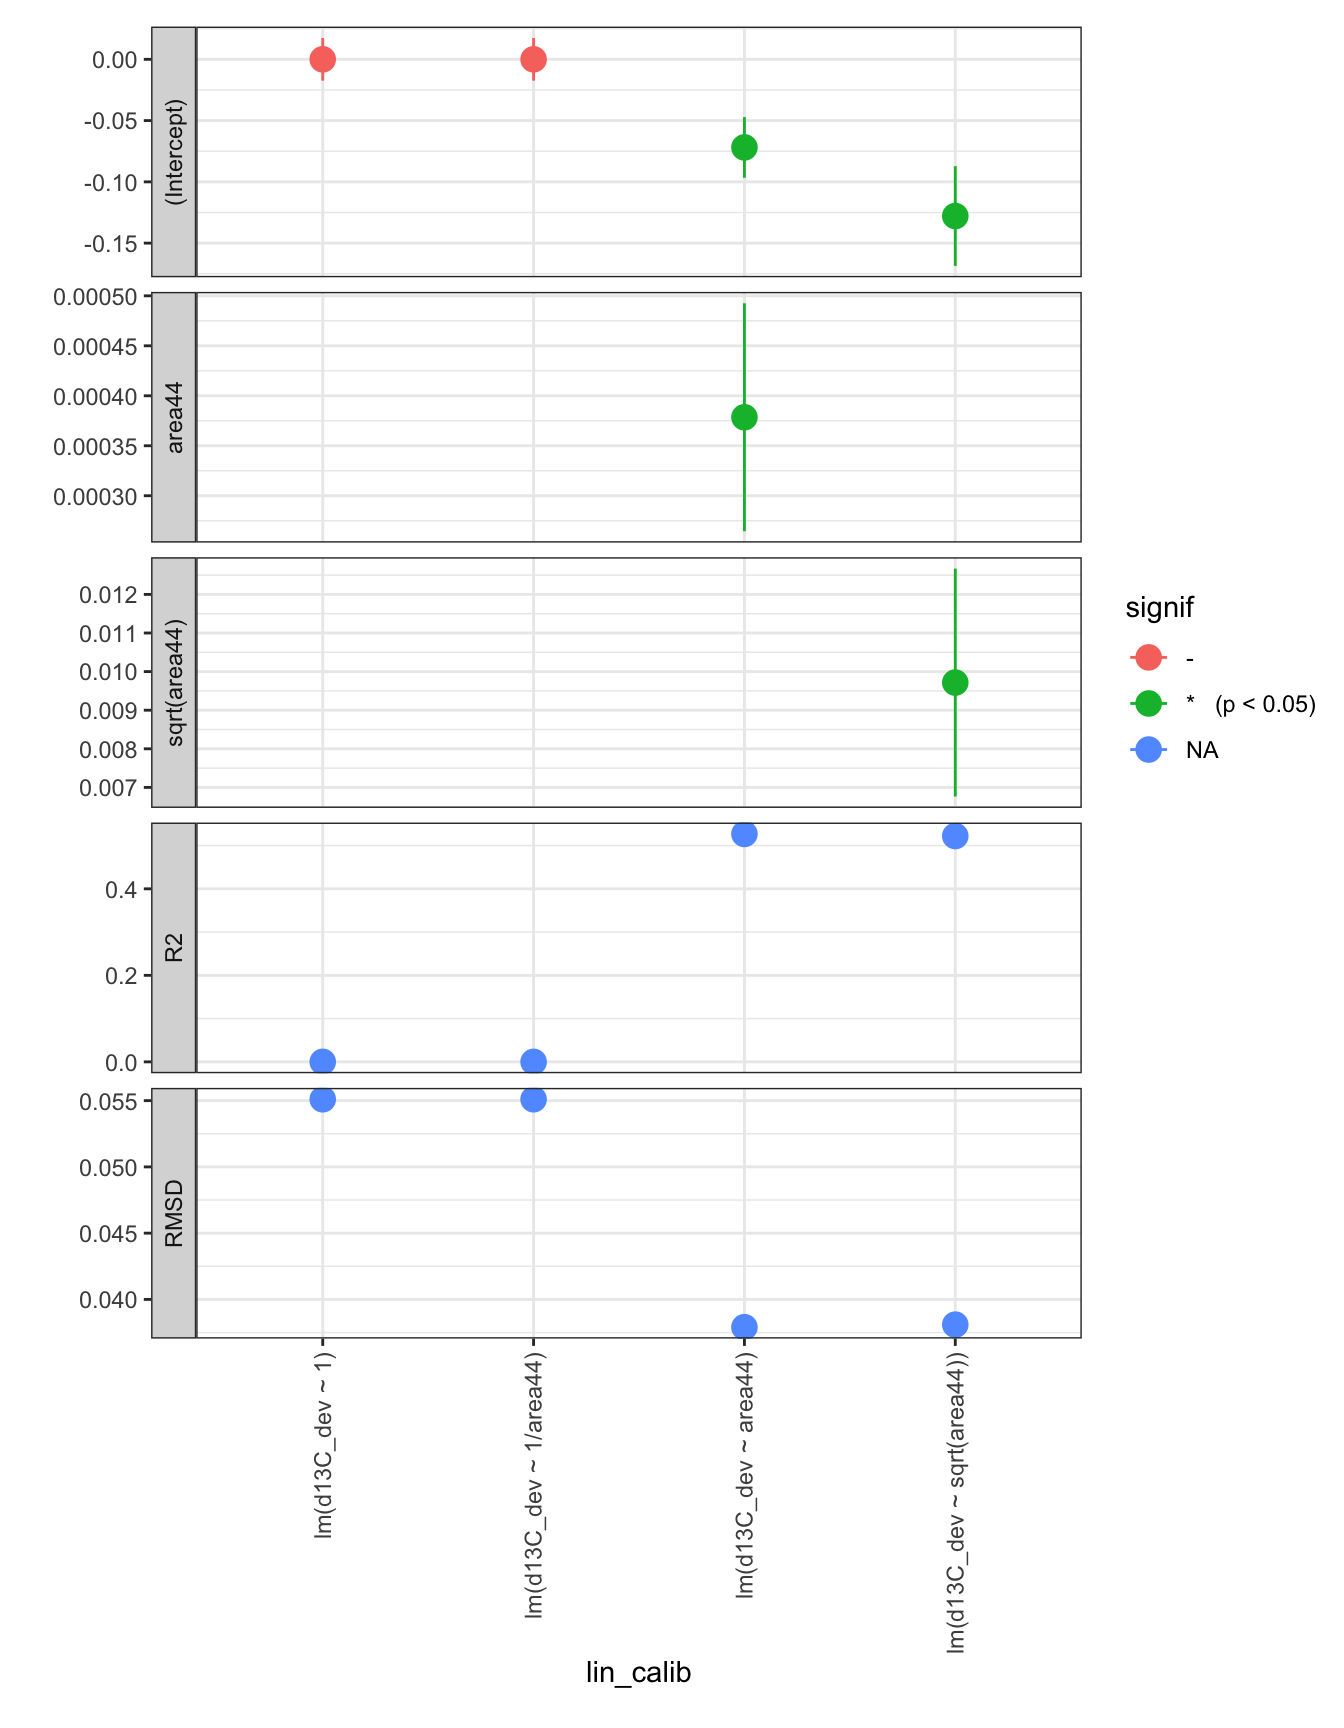 (Intercept)
0.00
-0.05
-0.10
-0.15
area44
0.00050
0.00045
0.00040
0.00035
0.00030
sqrt(area44)
0.012
0.011
0.010
0.009
0.008
0.007
R2
0.4
0.2
0.0
RMSD
0.055
0.050
0.045
0.040
lm(d13C_dev ~ 1)
lm(d13C_dev ~ 1/area44)
lm(d13C_dev ~ area44)
lm(d13C_dev ~ sqrt(area44))
lin_calib
signif
-
* (p < 0.05)
NA